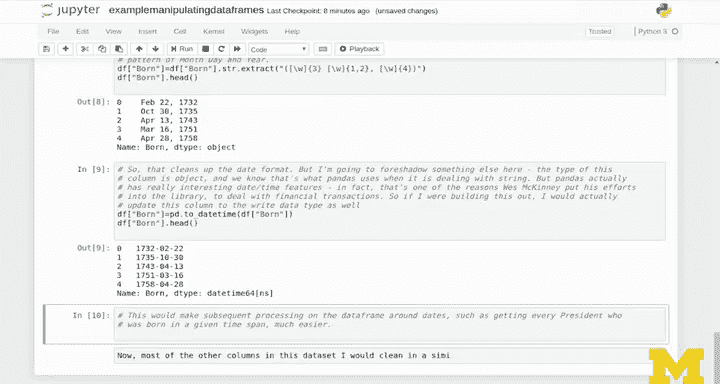 jupyter examplemanipulatingdataframes Last Checkpoint: 8 minutes ago (unsaved changes)
File Edit View Insert Cell Kernel Widgets Help Trusted Python 3
Run Code Playback
# pattern of Month Day and Year.
df["Born"]=df["Born"].str.extract("([\w]{3} [\w]{1,2}, [\w]{4})")
df["Born"].head()
Out[8]: 0 Feb 22, 1732
1 Oct 30, 1735
2 Apr 13, 1743
3 Mar 16, 1751
4 Apr 28, 1758
Name: Born, dtype: object
In [9]: # So, that cleans up the date format. But I'm going to foreshadow something else here - the type of this
# column is object, and we know that's what pandas uses when it is dealing with string. But pandas actually
# has really interesting date/time features - in fact, that's one of the reasons Wes McKinney put his efforts
# into the library, to deal with financial transactions. So if I were building this out, I would actually
# update this column to the write data type as well
df["Born"]=pd.to_datetime(df["Born"])
df["Born"].head()
Out[9]: 0 1732-02-22
1 1735-10-30
2 1743-04-13
3 1751-03-16
4 1758-04-28
Name: Born, dtype: datetime64[ns]
In [10]: # This would make subsequent processing on the dataframe around dates, such as getting every President who
# was born in a given time span, much easier.
Now, most of the other columns in this dataset I would clean in a simi
M